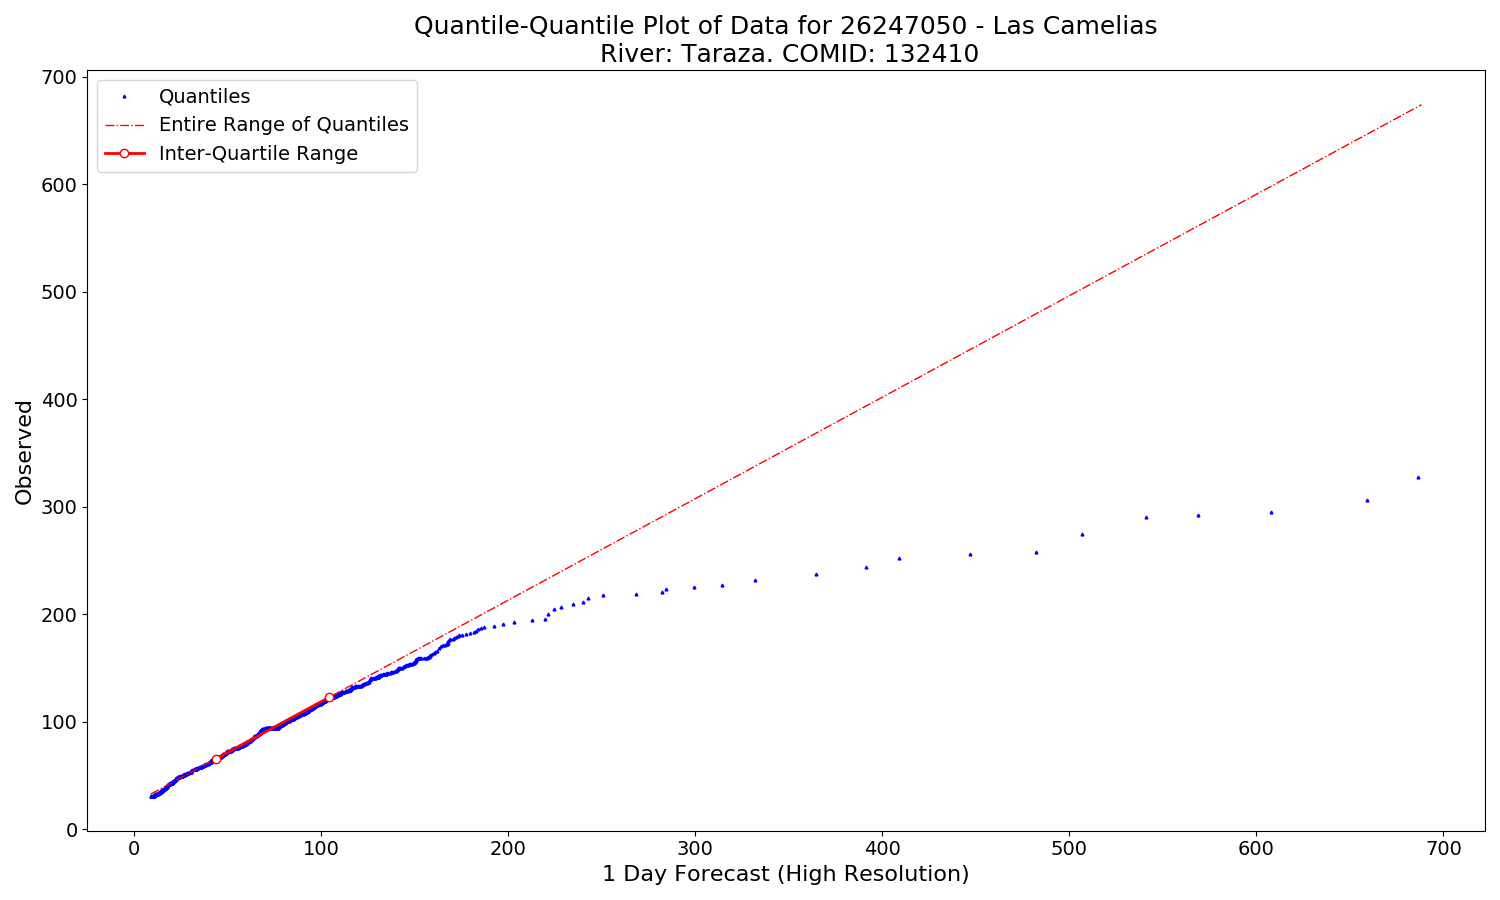 Quantile-Quantile Plot of Data for 26247050 - Las Camelias
River: Taraza. COMID: 132410
Quantiles
Entire Range of Quantiles
Inter-Quartile Range
700
600
500
400
300
200
100
0
Observed
0 100 200 300 400 500 600 700
1 Day Forecast (High Resolution)